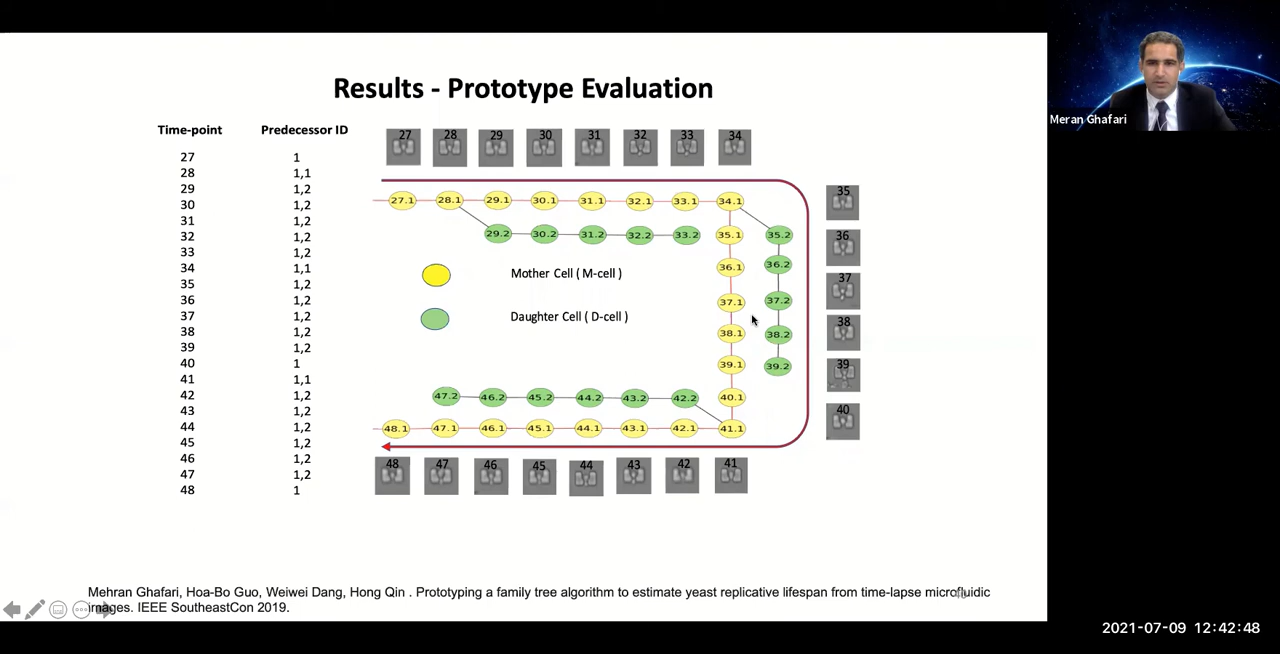 Results - Prototype Evaluation
Meran Ghafari
Time-point Predecessor ID
27 1
28 1,1
29 1,2
30 1,2
31 1,2
32 1,2
33 1,2
34 1,1
35 1,2
36 1,2
37 1,2
38 1,2
39 1,2
40 1
41 1,1
42 1,2
43 1,2
44 1,2
45 1,2
46 1,2
47 1,2
48 1
27 28 29 30 31 32 33 34
27.1 28.1 29.1 30.1 31.1 32.1 33.1 34.1
29.2 30.2 31.2 32.2 33.2 35.1 35.2
36.1 36.2
Mother Cell ( M-cell )
37.1 37.2
Daughter Cell ( D-cell )
38.1 38.2
39.1 39.2
47.2 46.2 45.2 44.2 43.2 42.2 40.1
48.1 47.1 46.1 45.1 44.1 43.1 42.1 41.1
35
36
37
38
39
40
48 47 46 45 44 43 42 41
Mehran Ghafari, Hoa-Bo Guo, Weiwei Dang, Hong Qin . Prototyping a family tree algorithm to estimate yeast replicative lifespan from time-lapse microfluidic
images. IEEE SoutheastCon 2019.
2021-07-09 12:42:48